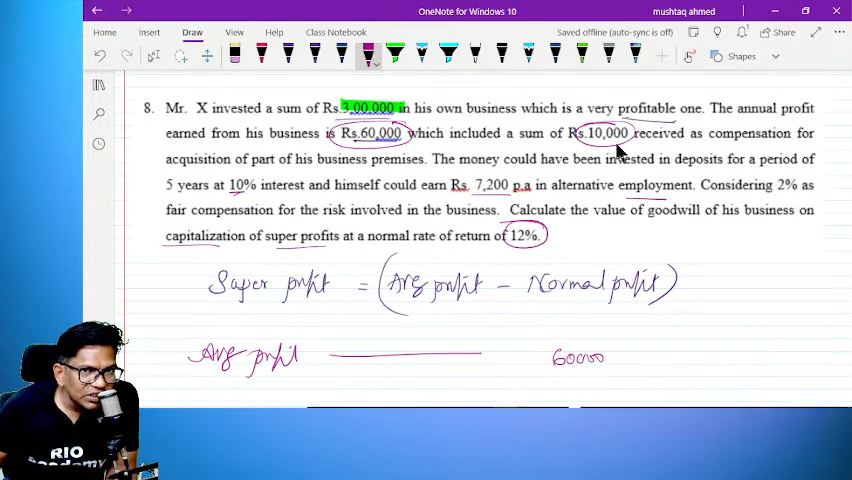 OneNote for Windows 10
mushtaq ahmed
Home Insert Draw View Help Class Notebook
Saved offline (auto-sync is off)
Share
Shapes
8. Mr. X invested a sum of Rs.3,00,000 in his own business which is a very profitable one. The annual profit
earned from his business is Rs.60,000 which included a sum of Rs.10,000 received as compensation for
acquisition of part of his business premises. The money could have been invested in deposits for a period of
5 years at 10% interest and himself could earn Rs. 7,200 p.a in alternative employment. Considering 2% as
fair compensation for the risk involved in the business. Calculate the value of goodwill of his business on
capitalization of super profits at a normal rate of return of 12%.
Super profit = (Avg profit - Normal profit)
Avg profit 60000
RIO
Academy